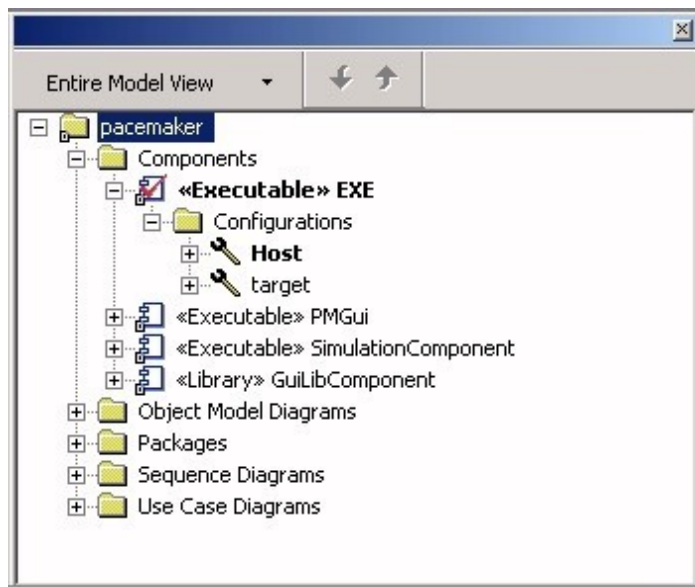 Entire Model View
pacemaker
Components
«Executable» EXE
Configurations
Host
target
«Executable» PMGui
«Executable» SimulationComponent
«Library» GuiLibComponent
Object Model Diagrams
Packages
Sequence Diagrams
Use Case Diagrams